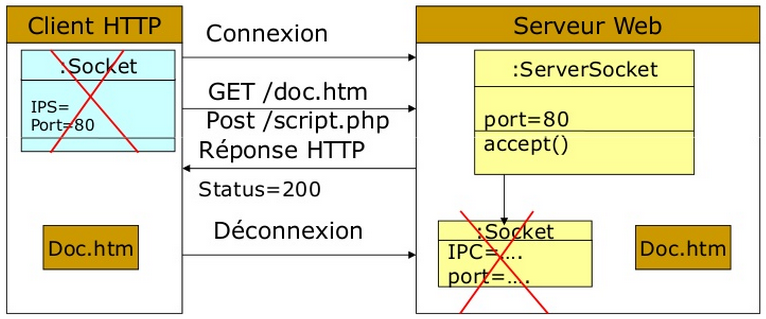 Client HTTP
:Socket
IPS=
Port=80
Doc.htm
Connexion
GET /doc.htm
Post /script.php
Réponse HTTP
Status=200
Déconnexion
Serveur Web
:ServerSocket
port=80
accept()
:Socket
IPC=....
port=....
Doc.htm